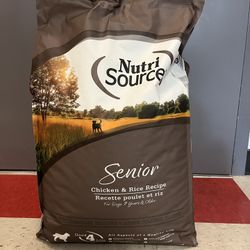 Nutri
Source
Senior
Chicken & Rice Recipe
Recette poulet et riz
For Dogs 7 Years & Older